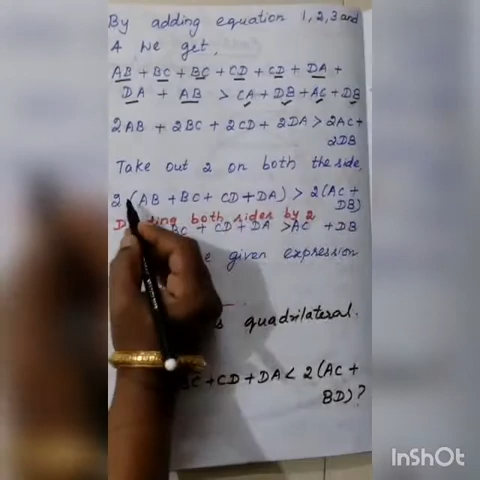 By adding equation 1, 2, 3 and
4 We get,
AB + BC + BC + CD + CD + DA +
DA + AB > CA + DB + AC + DB
2AB + 2BC + 2CD + 2DA > 2AC +
2DB
Take out 2 on both the side,
2 (AB + BC + CD + DA) > 2 (AC +
DB)
both sides by 2
BC + CD + DA > AC + DB
given expression
quadrilateral.
BC + CD + DA < 2 (AC +
BD)?
InShOt